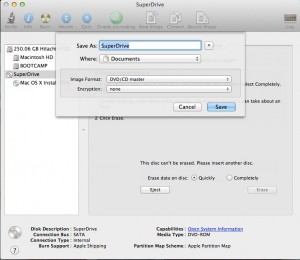 SuperDrive
Save As: SuperDrive
Where: Documents
Image Format: DVD/CD master
Encryption: none
Cancel Save
250.06 GB Hitachi
Macintosh HD
BOOTCAMP
SuperDrive
Mac OS X Install
Completely.
can take about an
2 Click Erase.
This disc can't be erased. Please insert another disc.
Erase data on disc: Quickly Completely
Eject Erase
Disk Description : SuperDrive
Connection Bus : SATA
Connection Type : Internal
Burn Support : Apple Shipping
Capabilities : Open System Information
Media Type : DVD-ROM
Partition Map Scheme : Apple Partition Map
?